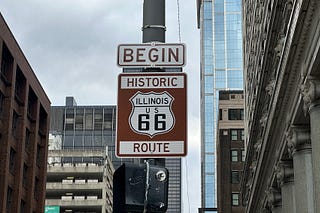 BEGIN
HISTORIC
ILLINOIS
US
66
ROUTE